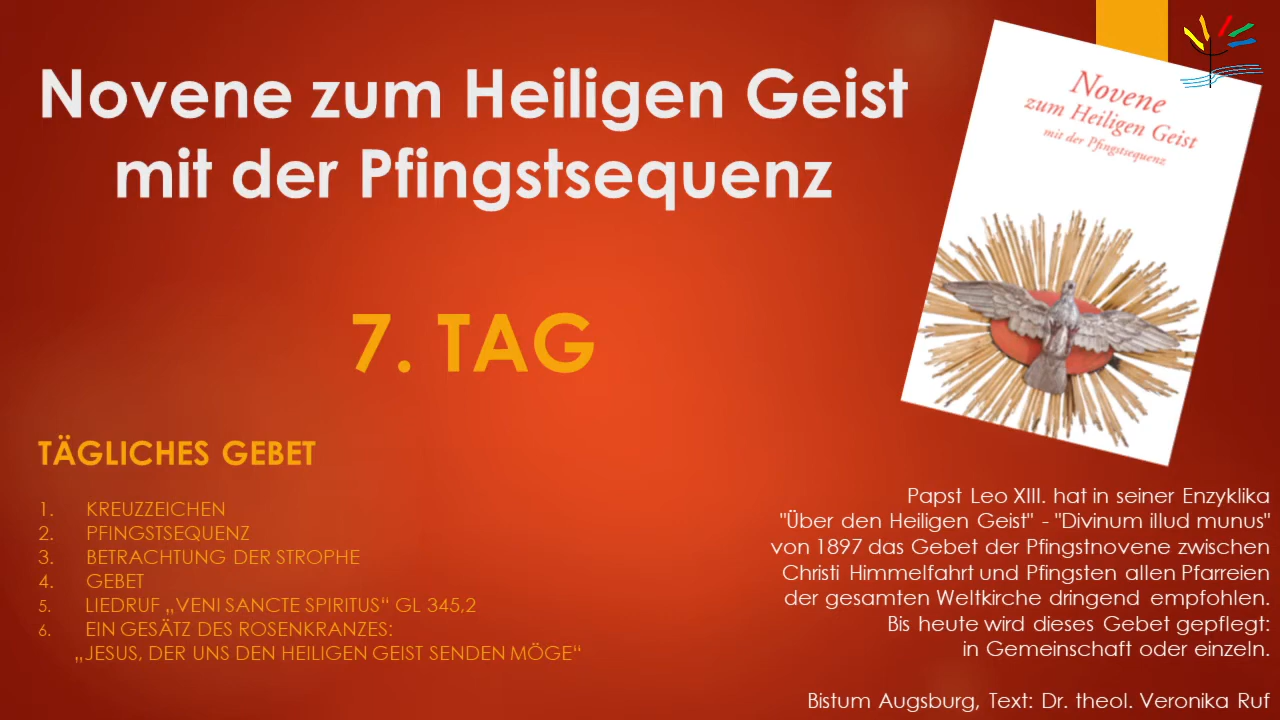 Novene zum Heiligen Geist
mit der Pfingstsequenz
7. TAG
TÄGLICHES GEBET
1. KREUZZEICHEN
2. PFINGSTSEQUENZ
3. BETRACHTUNG DER STROPHE
4. GEBET
5. LIEDRUF „VENI SANCTE SPIRITUS“ GL 345,2
6. EIN GESÄTZ DES ROSENKRANZES:
„JESUS, DER UNS DEN HEILIGEN GEIST SENDEN MÖGE“
Novene
zum Heiligen Geist
mit der Pfingstsequenz
Papst Leo XIII. hat in seiner Enzyklika
"Über den Heiligen Geist" - "Divinum illud munus"
von 1897 das Gebet der Pfingstnovene zwischen
Christi Himmelfahrt und Pfingsten allen Pfarreien
der gesamten Weltkirche dringend empfohlen.
Bis heute wird dieses Gebet gepflegt:
in Gemeinschaft oder einzeln.
Bistum Augsburg, Text: Dr. theol. Veronika Ruf